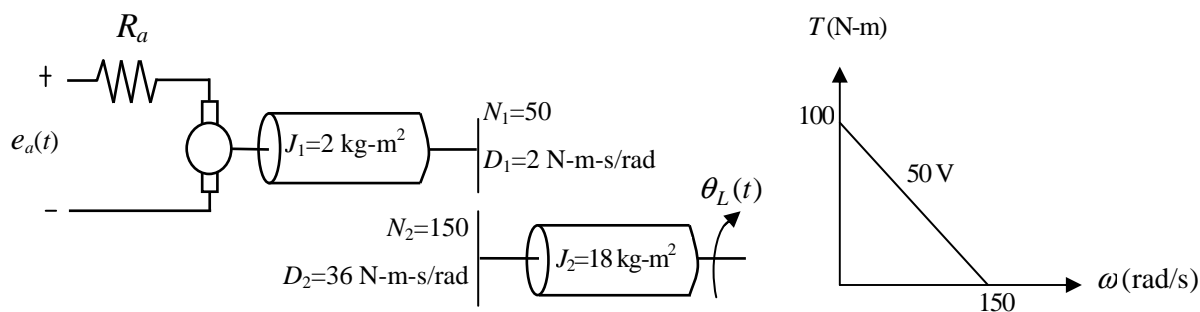 R_a
+
e_a(t)
−
J_1=2 kg-m^2
N_1=50
D_1=2 N-m-s/rad
N_2=150
D_2=36 N-m-s/rad
J_2=18 kg-m^2
θ_L(t)
T(N-m)
100
50 V
150
ω(rad/s)